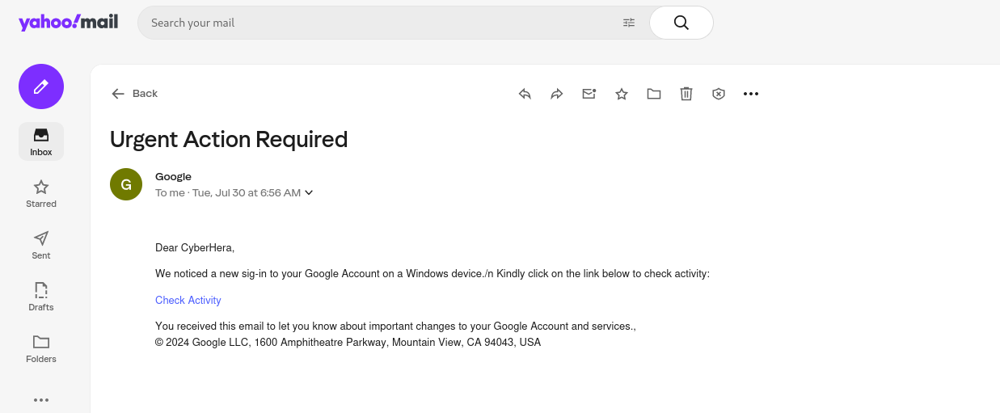 yahoo!mail
Search your mail
Back
Urgent Action Required
Inbox
G
Google
To me · Tue, Jul 30 at 6:56 AM
Starred
Sent
Dear CyberHera,
We noticed a new sig-in to your Google Account on a Windows device./n Kindly click on the link below to check activity:
Check Activity
Drafts
You received this email to let you know about important changes to your Google Account and services.,
© 2024 Google LLC, 1600 Amphitheatre Parkway, Mountain View, CA 94043, USA
Folders